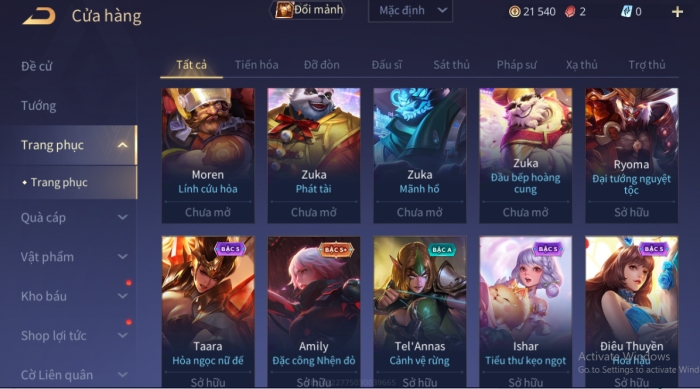 Cửa hàng
Đổi mảnh
Mặc định
21 540
2
0
Đề cử
Tướng
Trang phục
Trang phục
Quà cáp
Vật phẩm
Kho báu
Shop lợi tức
Cờ Liên quân
Tất cả
Tiến hóa
Đỡ đòn
Đấu sĩ
Sát thủ
Pháp sư
Xạ thủ
Trợ thủ
Moren
Lính cứu hỏa
Chưa mở
Zuka
Phát tài
Chưa mở
Zuka
Mãnh hổ
Chưa mở
Zuka
Đầu bếp hoàng
cung
Chưa mở
Ryoma
Đại tướng nguyệt
tộc
Sở hữu
BẬC S
Taara
Hỏa ngọc nữ đế
Sở hữu
BẬC S+
Amily
Đặc công Nhện đỏ
Sở hữu
BẬC A
Tel'Annas
Cảnh vệ rừng
Sở hữu
BẬC S
Ishar
Tiểu thư kẹo ngọt
Sở hữu
BẬC S
Điêu Thuyền
Hoa hậu
Sở hữu
Activate Windows
Go to Settings to activate Wind